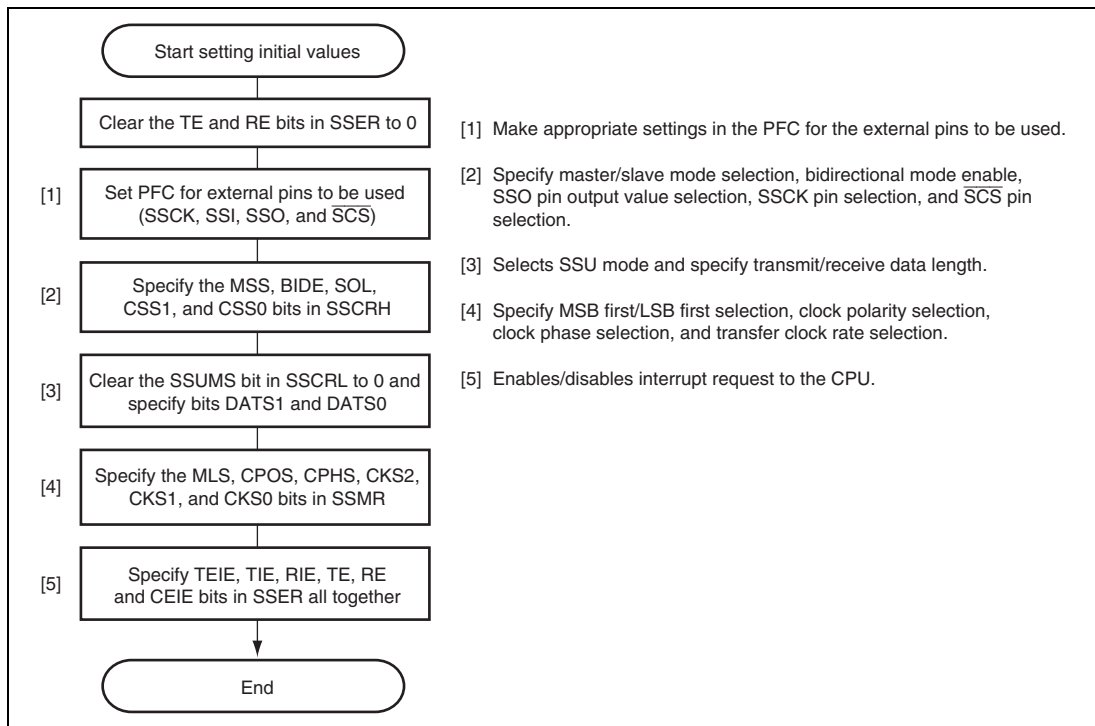 Start setting initial values
Clear the TE and RE bits in SSER to 0
[1]
Set PFC for external pins to be used
(SSCK, SSI, SSO, and S̅C̅S̅)
[2]
Specify the MSS, BIDE, SOL,
CSS1, and CSS0 bits in SSCRH
[3]
Clear the SSUMS bit in SSCRL to 0 and
specify bits DATS1 and DATS0
[4]
Specify the MLS, CPOS, CPHS, CKS2,
CKS1, and CKS0 bits in SSMR
[5]
Specify TEIE, TIE, RIE, TE, RE
and CEIE bits in SSER all together
End
[1] Make appropriate settings in the PFC for the external pins to be used.
[2] Specify master/slave mode selection, bidirectional mode enable,
SSO pin output value selection, SSCK pin selection, and S̅C̅S̅ pin
selection.
[3] Selects SSU mode and specify transmit/receive data length.
[4] Specify MSB first/LSB first selection, clock polarity selection,
clock phase selection, and transfer clock rate selection.
[5] Enables/disables interrupt request to the CPU.